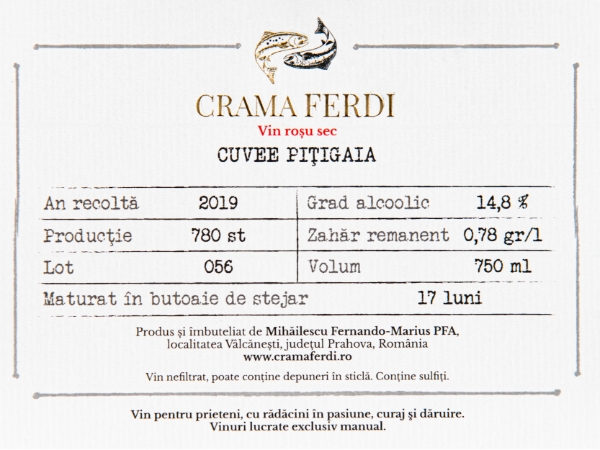 CRAMA FERDI
Vin roșu sec
CUVEE PIŢIGAIA
An recoltă 2019 Grad alcoolic 14,8 %
Producţie 780 st Zahăr remanent 0,78 gr/l
Lot 056 Volum 750 ml
Maturat în butoaie de stejar 17 luni
Produs și îmbuteliat de Mihăilescu Fernando-Marius PFA,
localitatea Vâlcănești, județul Prahova, România
www.cramaferdi.ro
Vin nefiltrat, poate conține depuneri în sticlă. Conține sulfiți.
Vin pentru prieteni, cu rădăcini în pasiune, curaj şi dăruire.
Vinuri lucrate exclusiv manual.